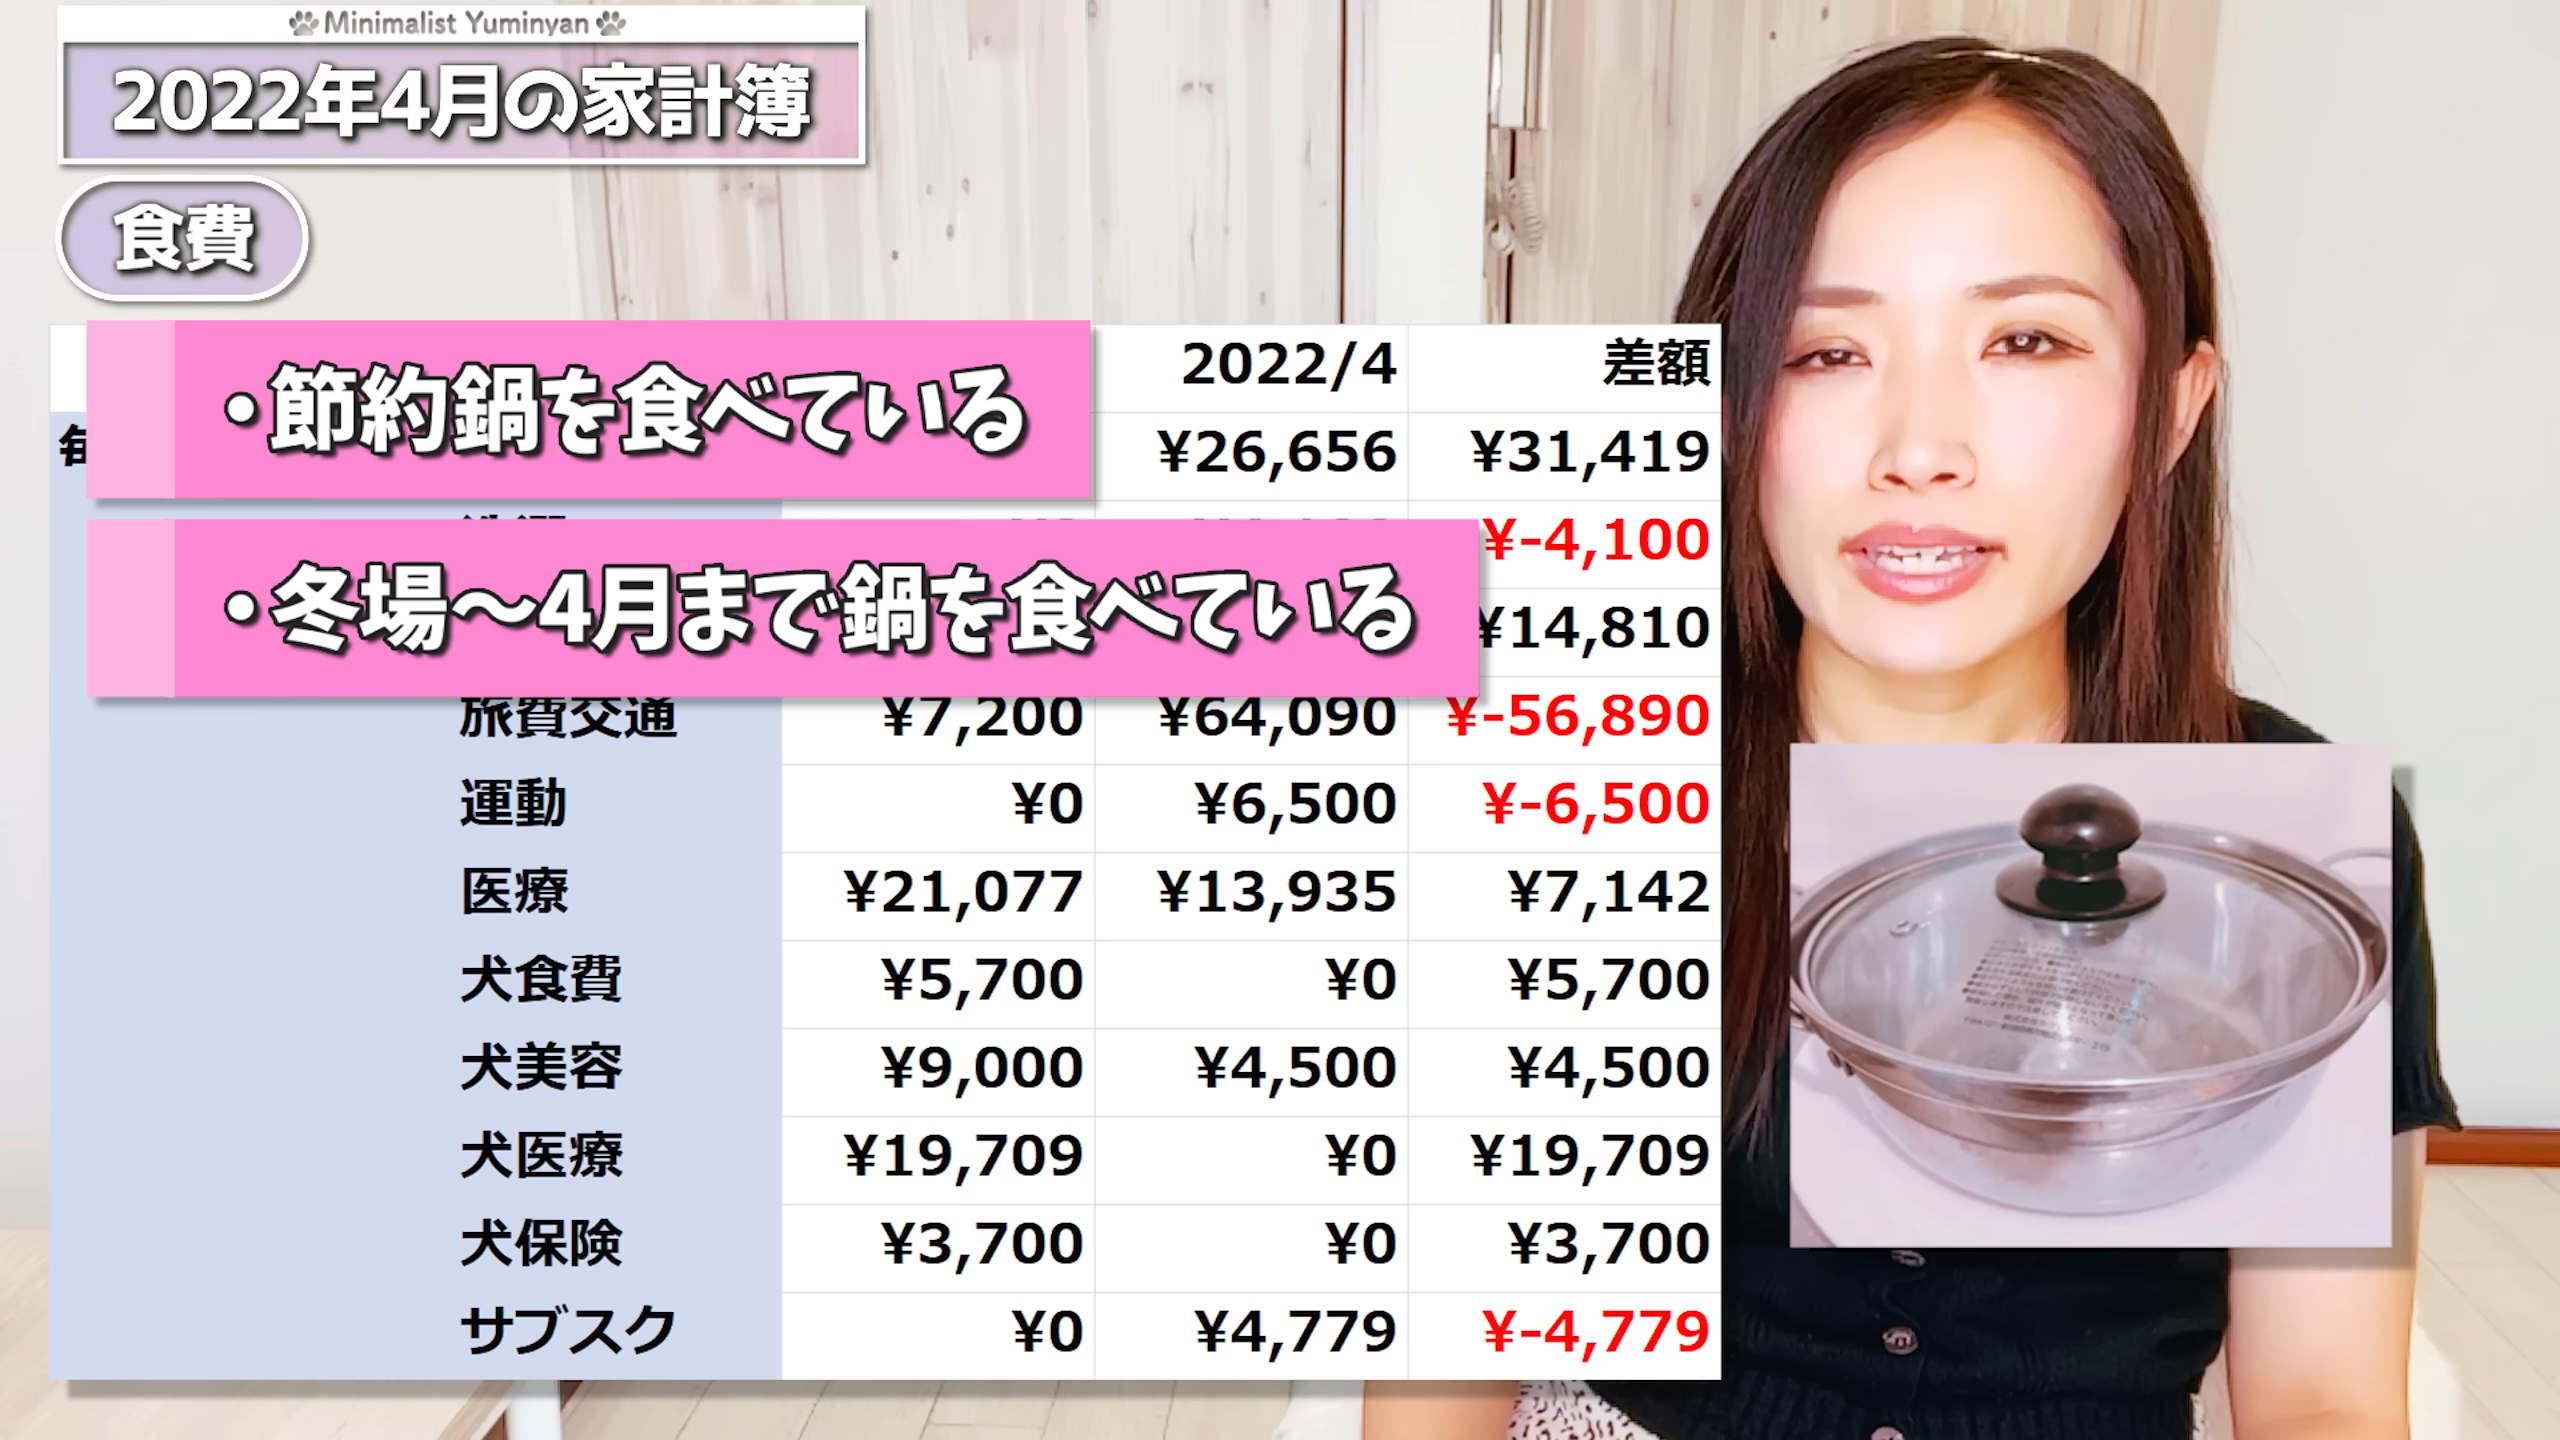 Minimalist Yuminyan
2022年4月の家計簿
食費
・節約鍋を食べている
・冬場～4月まで鍋を食べている
2022/4 差額
¥26,656 ¥31,419
¥-4,100
¥14,810
旅費交通 ¥7,200 ¥64,090 ¥-56,890
運動 ¥0 ¥6,500 ¥-6,500
医療 ¥21,077 ¥13,935 ¥7,142
犬食費 ¥5,700 ¥0 ¥5,700
犬美容 ¥9,000 ¥4,500 ¥4,500
犬医療 ¥19,709 ¥0 ¥19,709
犬保険 ¥3,700 ¥0 ¥3,700
サブスク ¥0 ¥4,779 ¥-4,779